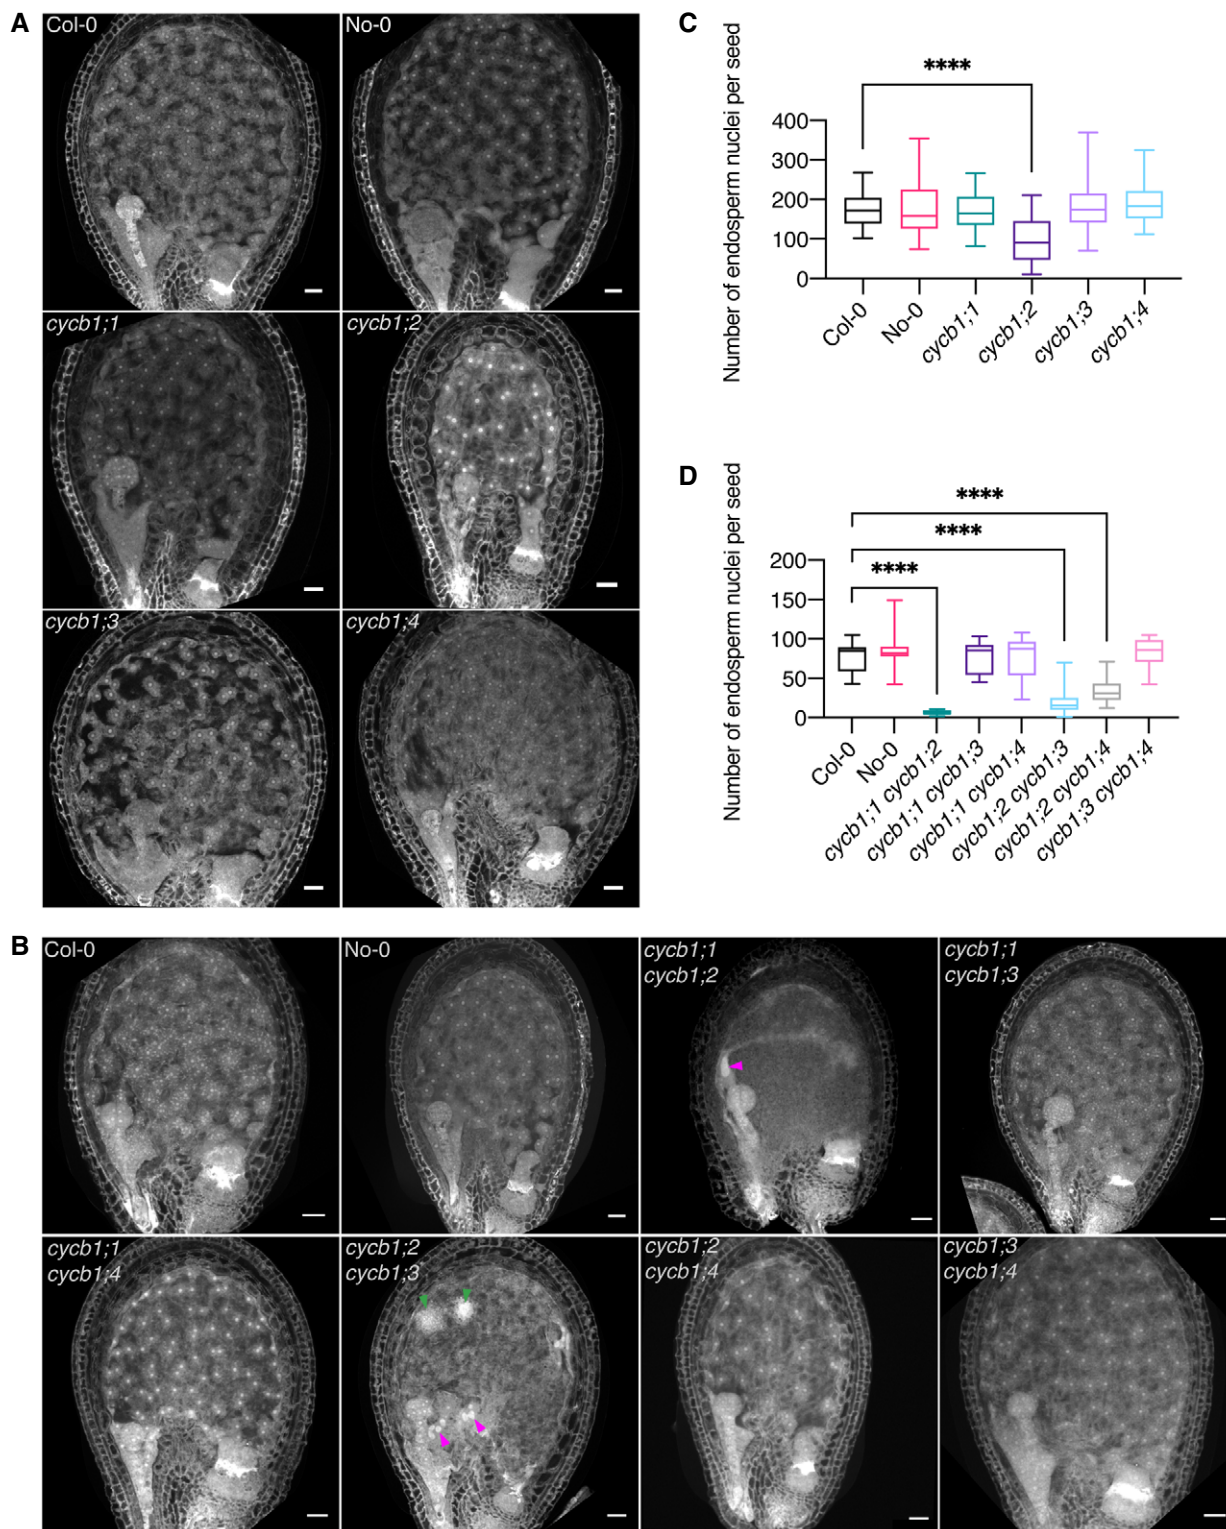 A
Col-0
No-0
cycb1;1
cycb1;2
cycb1;3
cycb1;4
C
Number of endosperm nuclei per seed
****
400
300
200
100
0
Col-0
No-0
cycb1;1
cycb1;2
cycb1;3
cycb1;4
D
Number of endosperm nuclei per seed
****
****
****
200
150
100
50
0
Col-0
No-0
cycb1;1 cycb1;2
cycb1;1 cycb1;3
cycb1;1 cycb1;4
cycb1;2 cycb1;3
cycb1;2 cycb1;4
cycb1;3 cycb1;4
B
Col-0
No-0
cycb1;1
cycb1;2
cycb1;1
cycb1;3
cycb1;1
cycb1;4
cycb1;2
cycb1;3
cycb1;2
cycb1;4
cycb1;3
cycb1;4